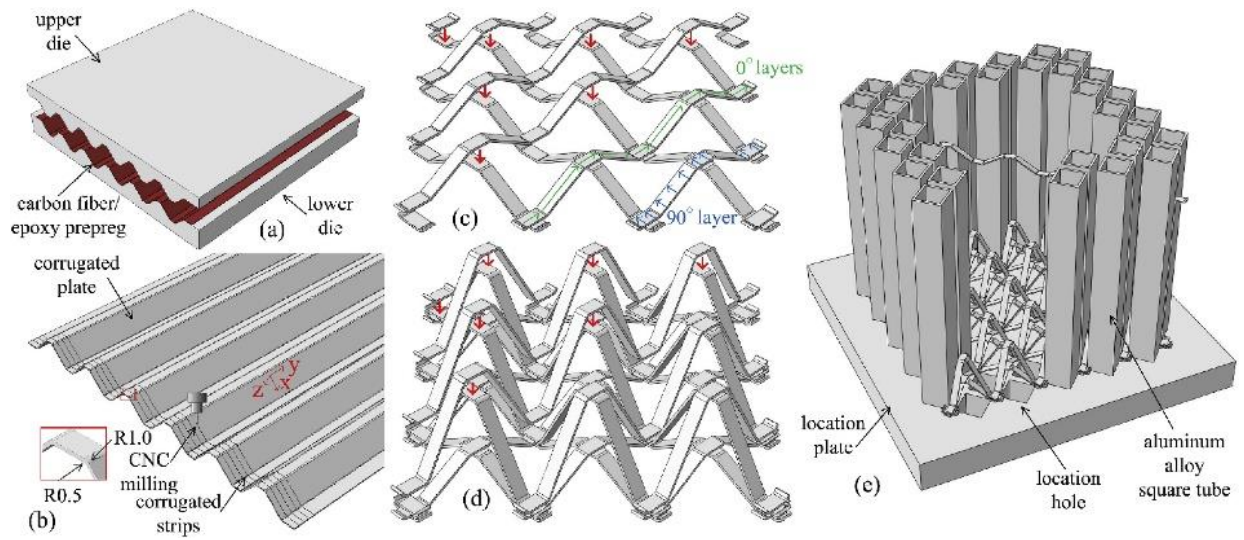 upper
die
carbon fiber/
epoxy prepreg
(a)
lower
die
corrugated
plate
z
y
x
R1.0
R0.5
CNC
milling
corrugated
strips
(b)
0° layers
(c)
90° layer
(d)
location
plate
location
hole
aluminum
alloy
square tube
(e)